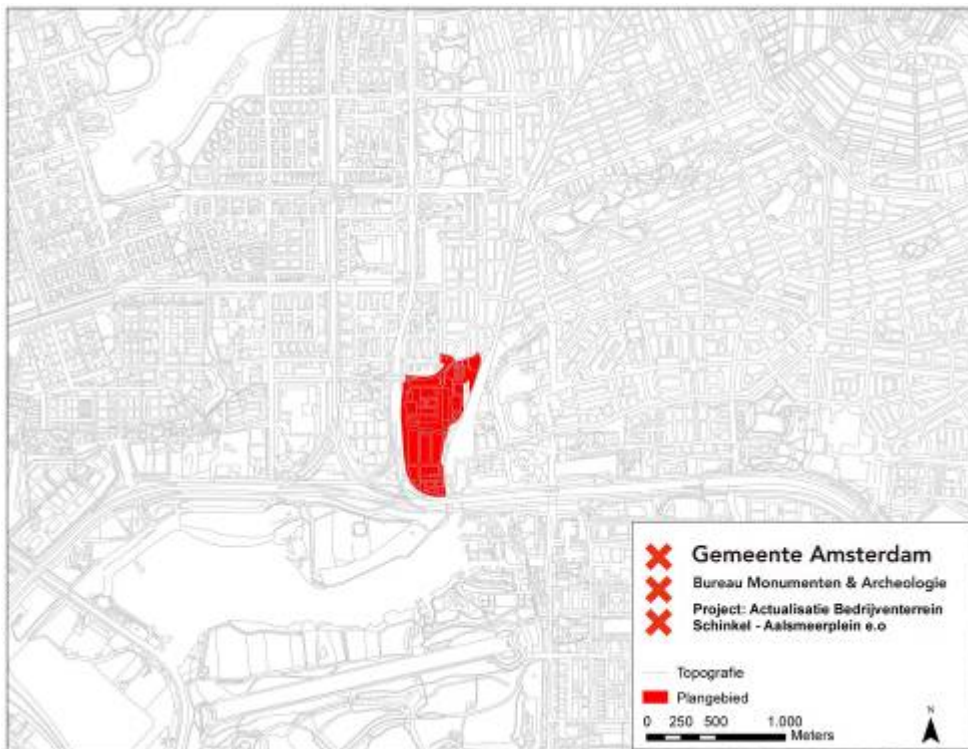 Gemeente Amsterdam
Bureau Monumenten & Archeologie
Project: Actualisatie Bedrijventerrein
Schinkel - Aalsmeerplein e.o
Topografie
Plangebied
0 250 500 1.000
Meters
N